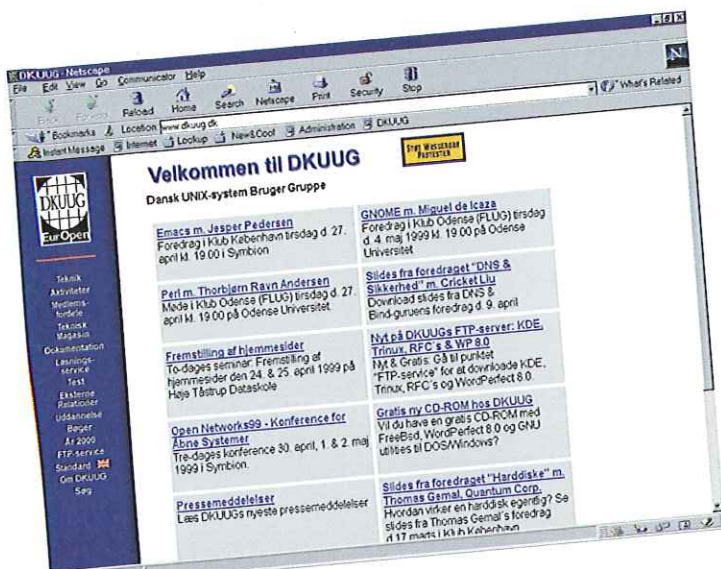 DKUUG - Netscape
File Edit View Go Communicator Help
Back Forward Reload Home Search Netscape Print Security Stop
Bookmarks Location www.dkuug.dk What's Related
Instant Message Internet Lookup New&Cool Administration DKUUG
DKUUG
EurOpen
Teknik
Aktiviteter
Medlems-
fordele
Teknisk
Magasin
Dokumentation
Løsnings-
service
Test
Eksterne
Relationer
Uddannelse
Bøger
År 2000
FTP-service
Standard
Om DKUUG
Søg
Velkommen til DKUUG
Dansk UNIX-system Bruger Gruppe
Emacs m. Jesper Pedersen
Foredrag i Klub København tirsdag d. 27.
april kl. 19.00 i Symbion
Perl m. Thorbjørn Ravn Andersen
Møde i Klub Odense (FLUG) tirsdag d. 27.
april kl. 19.00 på Odense Universitet.
Fremstilling af hjemmesider
To-dages seminar: Fremstilling af
hjemmesider den 24. & 25. april 1999 på
Høje Tåstrup Dataskole
Open Networks99 - Konference for
Åbne Systemer
Tre-dages konference 30. april, 1. & 2. maj
1999 i Symbion.
Pressemeddelelser
Læs DKUUGs nyeste pressemeddelelser
GNOME m. Miguel de Icaza
Foredrag i Klub Odense (FLUG) tirsdag
d. 4. maj 1999 kl. 19.00 på Odense
Universitet
Slides fra foredraget "DNS &
Sikkerhed" m. Cricket Liu
Download slides fra DNS &
Bind-guruens foredrag d. 9. april
Nyt på DKUUGs FTP-server: KDE,
Trinux, RFC's & WP 8.0
Nyt & Gratis: Gå til punktet
"FTP-service" for at downloade KDE,
Trinux, RFC's og WordPerfect 8.0.
Gratis ny CD-ROM hos DKUUG
Vil du have en gratis CD-ROM med
FreeBsd, WordPerfect 8.0 og GNU
utilities til DOS/Windows?
Slides fra foredraget "Harddiske" m.
Thomas Gemal, Quantum Corp.
Hvordan virker en harddisk egentlig? Se
slides fra Thomas Gemal's foredrag
d.17 marts i Klub København